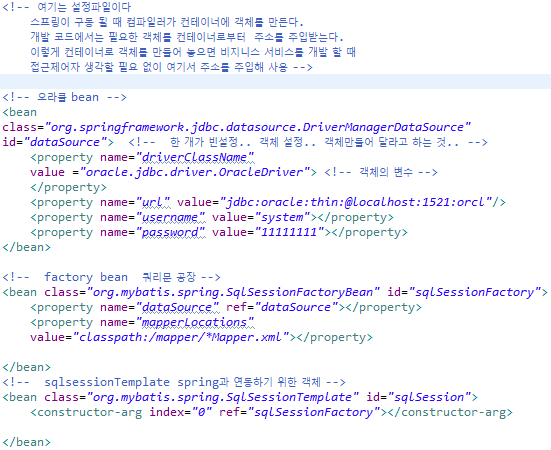 <!-- 여기는 설정파일이다
스프링이 구동 될 때 컴파일러가 컨테이너에 객체를 만든다.
개발 코드에서는 필요한 객체를 컨테이너로부터 주소를 주입받는다.
이렇게 컨테이너로 객체를 만들어 놓으면 비지니스 서비스를 개발 할 때
접근제어자 생각할 필요 없이 여기서 주소를 주입해 사용 -->
<!-- 오라클 bean -->
<bean
class="org.springframework.jdbc.datasource.DriverManagerDataSource"
id="dataSource"> <!-- 한 개가 빈설정.. 객체 설정.. 객체만들어 달라고 하는 것.. -->
<property name="driverClassName"
value ="oracle.jdbc.driver.OracleDriver"> <!-- 객체의 변수 -->
</property>
<property name="url" value="jdbc:oracle:thin:@localhost:1521:orcl"/>
<property name="username" value="system"></property>
<property name="password" value="11111111"></property>
</bean>
<!-- factory bean 쿼리문 공장 -->
<bean class="org.mybatis.spring.SqlSessionFactoryBean" id="sqlSessionFactory">
<property name="dataSource" ref="dataSource"></property>
<property name="mapperLocations"
value="classpath:/mapper/*Mapper.xml"></property>
</bean>
<!-- sqlsessionTemplate spring과 연동하기 위한 객체 -->
<bean class="org.mybatis.spring.SqlSessionTemplate" id="sqlSession">
<constructor-arg index="0" ref="sqlSessionFactory"></constructor-arg>
</bean>